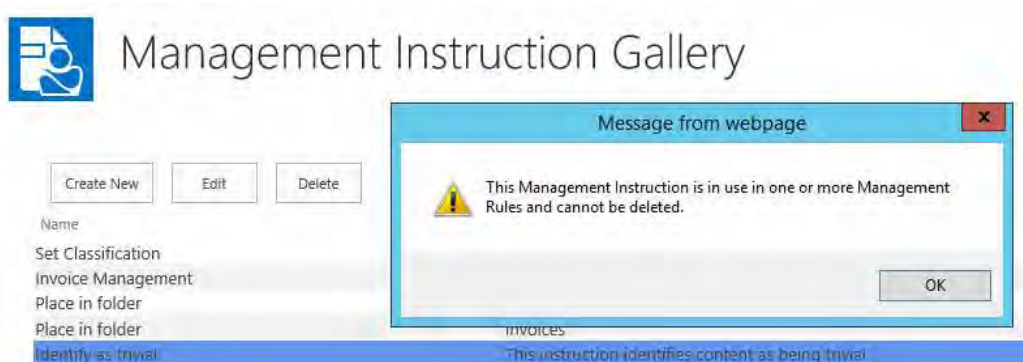 Management Instruction Gallery
Message from webpage
x
This Management Instruction is in use in one or more Management
Rules and cannot be deleted.
OK
Create New Edit Delete
Name
Set Classification
Invoice Management
Place in folder
Place in folder Invoices
Identify as trivial This instruction identifies content as being trivial